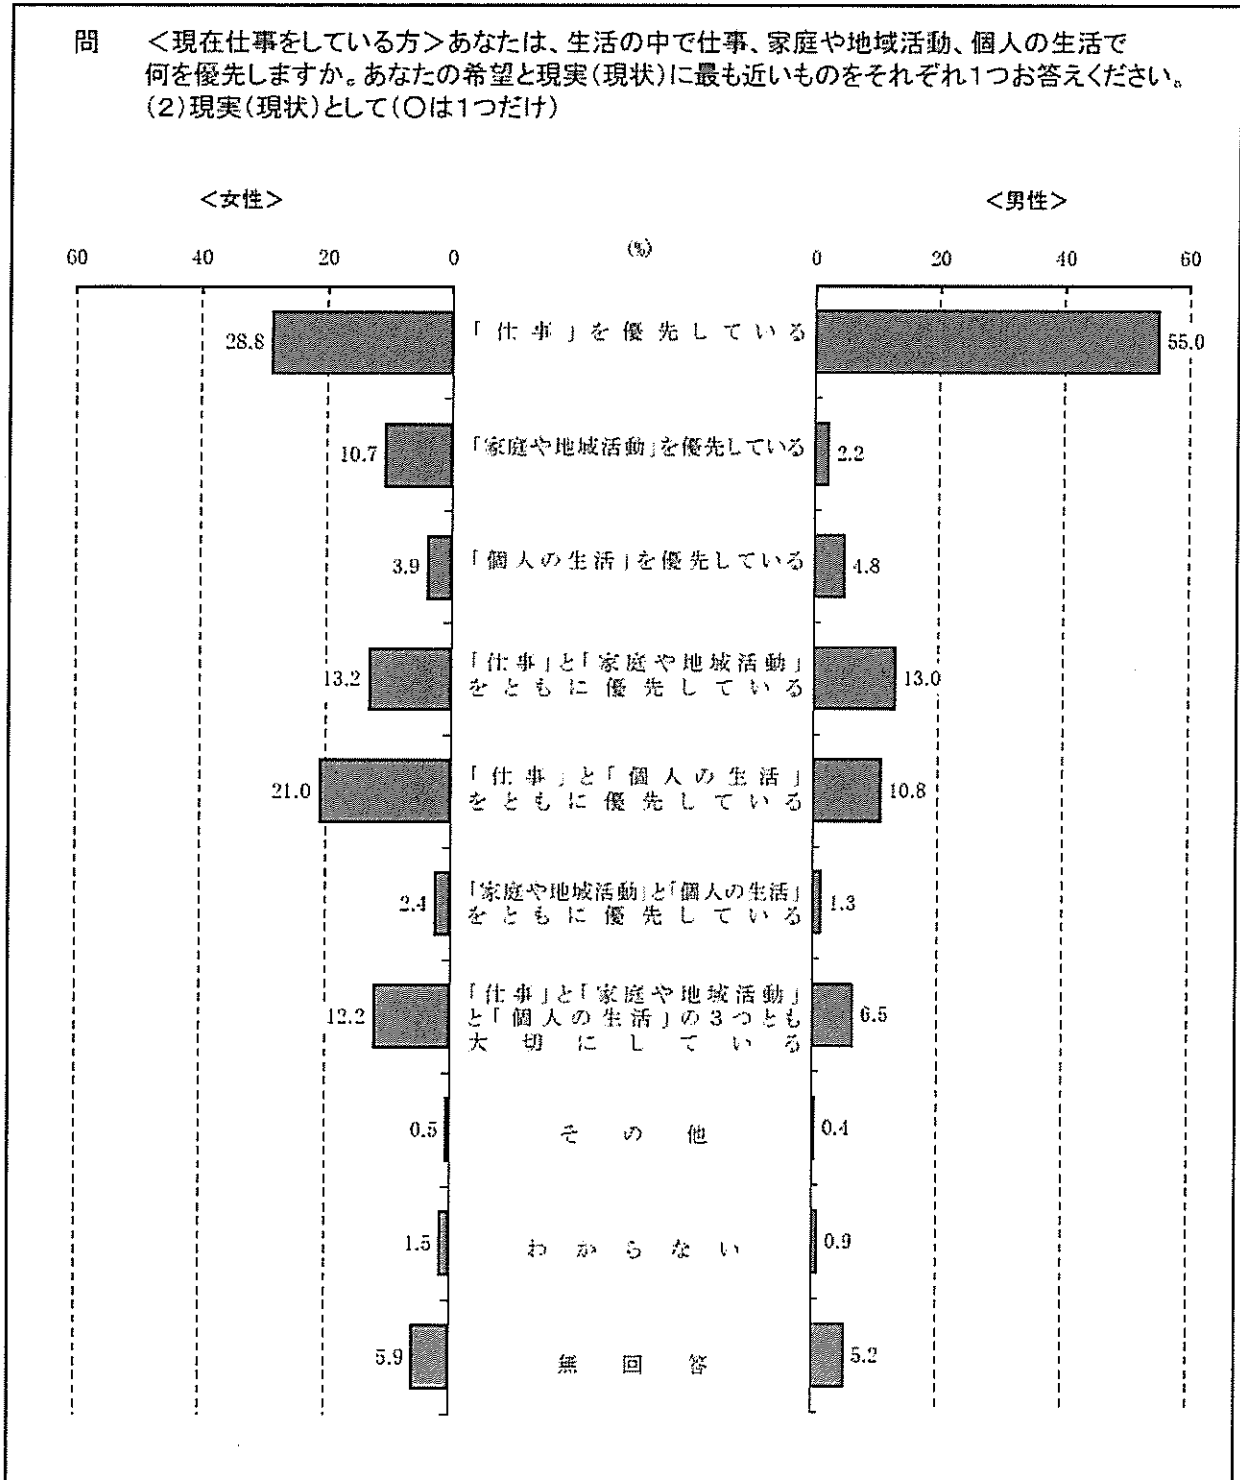 問 <現在仕事をしている方>あなたは、生活の中で仕事、家庭や地域活動、個人の生活で
何を優先しますか。あなたの希望と現実(現状)に最も近いものをそれぞれ1つお答えください。
(2)現実(現状)として(○は1つだけ)
<女性> <男性>
60 40 20 0 (%) 0 20 40 60
28.8 「仕事」を優先している 55.0
10.7 「家庭や地域活動」を優先している 2.2
3.9 「個人の生活」を優先している 4.8
「仕事」と「家庭や地域活動」
13.2 をともに優先している 13.0
「仕事」と「個人の生活」
21.0 をともに優先している 10.8
「家庭や地域活動」と「個人の生活」
2.4 をともに優先している 1.3
「仕事」と「家庭や地域活動」
12.2 と「個人の生活」の3つとも 6.5
大切にしている
0.5 その他 0.4
1.5 わからない 0.9
5.9 無回答 5.2